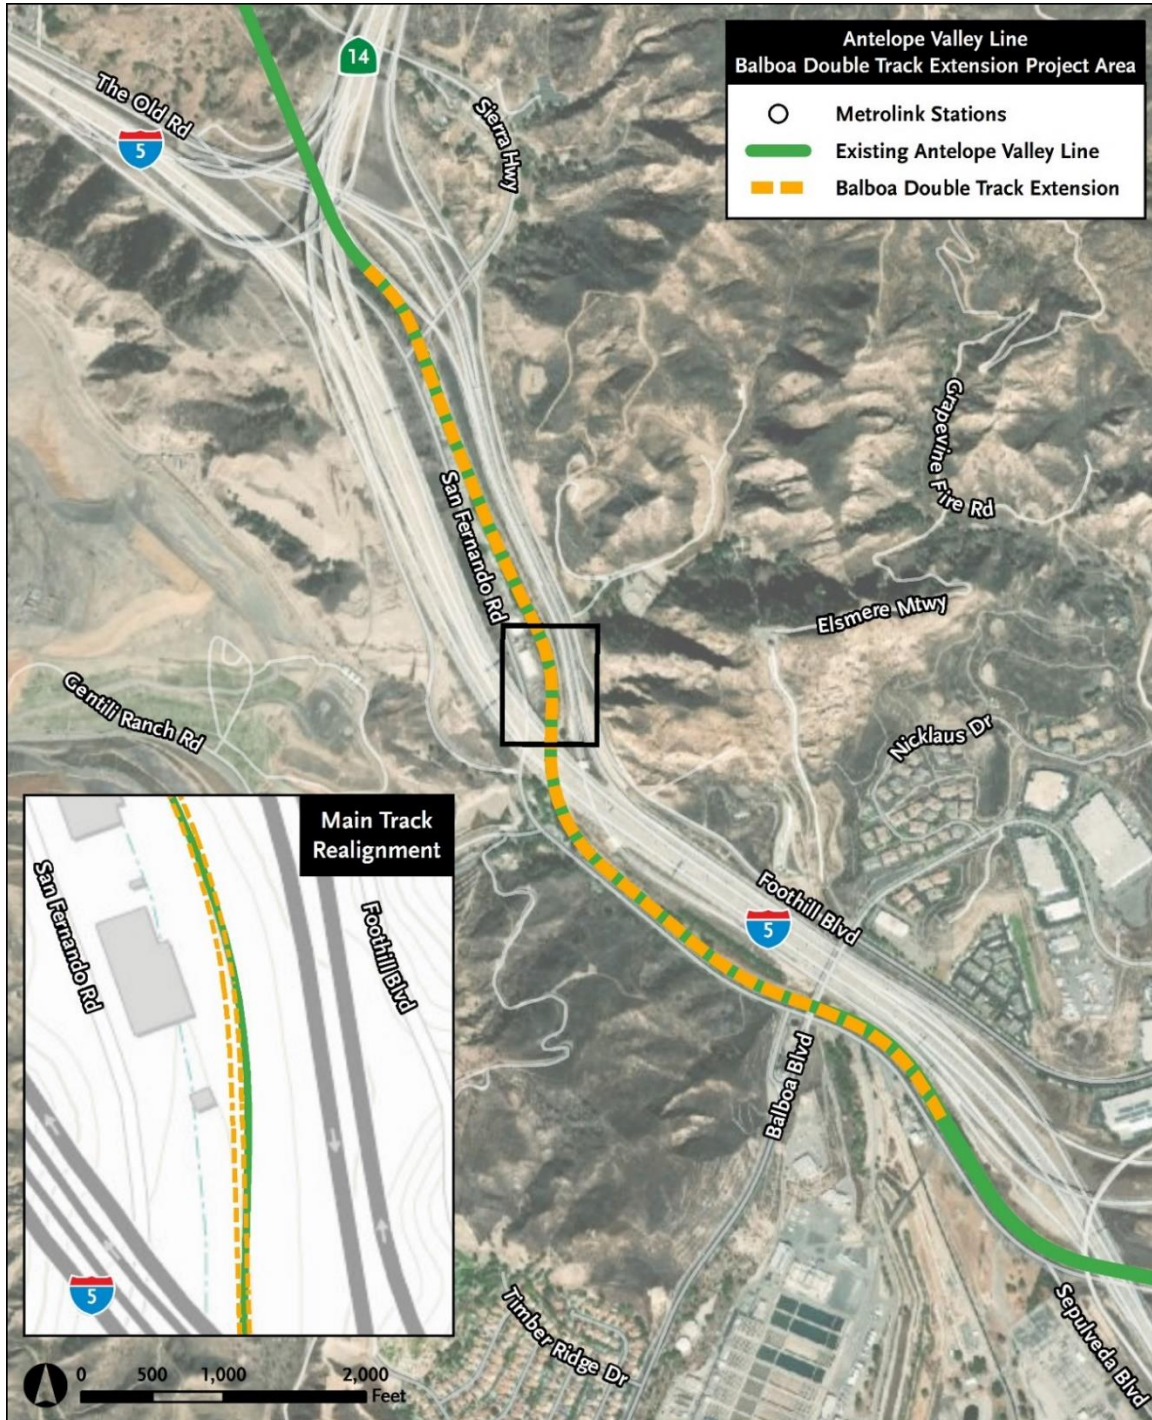 Antelope Valley Line
Balboa Double Track Extension Project Area
Metrolink Stations
Existing Antelope Valley Line
Balboa Double Track Extension
14
The Old Rd
5
Sierra Hwy
Grapevine Fire Rd
San Fernando Rd
Elsmere Mtwy
Gentili Ranch Rd
Nicklaus Dr
Main Track
Realignment
San Fernando Rd
Foothill Blvd
5
Foothill Blvd
5
Balboa Blvd
Timber Ridge Dr
Sepulveda Blvd
0 500 1,000 2,000
Feet